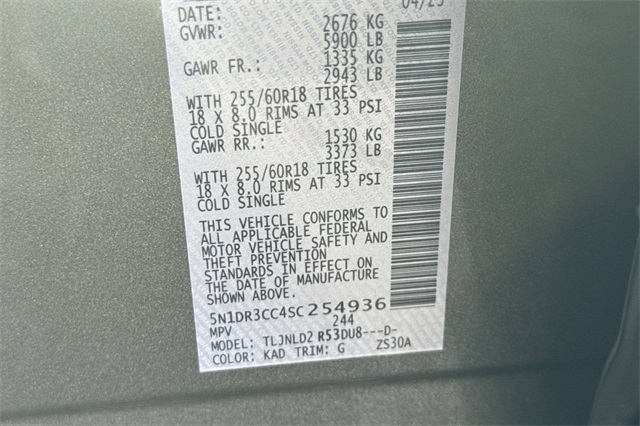 DATE: 04/25
GVWR: 2676 KG
5900 LB
GAWR FR.: 1335 KG
2943 LB
WITH 255/60R18 TIRES
18 X 8.0 RIMS AT 33 PSI
COLD SINGLE
GAWR RR.: 1530 KG
3373 LB
WITH 255/60R18 TIRES
18 X 8.0 RIMS AT 33 PSI
COLD SINGLE
THIS VEHICLE CONFORMS TO
ALL APPLICABLE FEDERAL
MOTOR VEHICLE SAFETY AND
THEFT PREVENTION
STANDARDS IN EFFECT ON
THE DATE OF MANUFACTURE
SHOWN ABOVE.
5N1DR3CC4SC254936
MPV 244
MODEL: TLJNLD2 R53DU8---D-
COLOR: KAD TRIM: G ZS30A